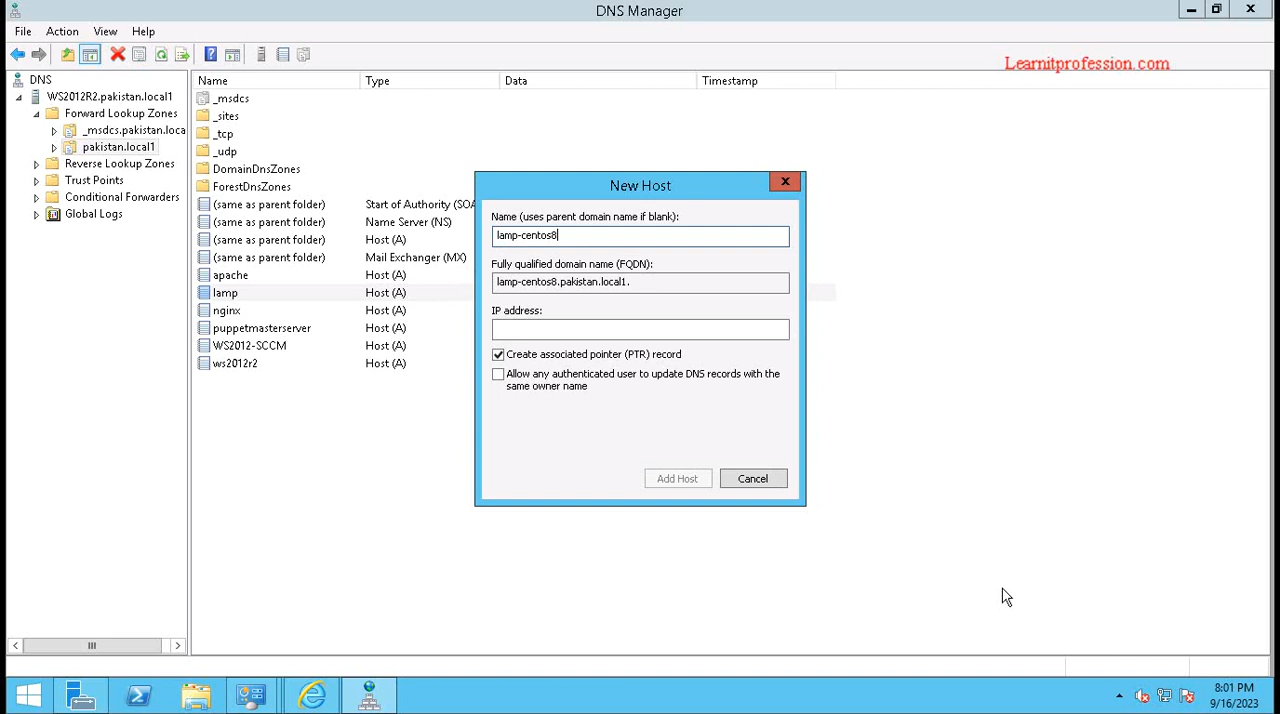 DNS Manager
File Action View Help
Learnitprofession.com
DNS
WS2012R2.pakistan.local1
Forward Lookup Zones
_msdcs.pakistan.loca
pakistan.local1
Reverse Lookup Zones
Trust Points
Conditional Forwarders
Global Logs
Name Type Data Timestamp
_msdcs
_sites
_tcp
_udp
DomainDnsZones
ForestDnsZones
(same as parent folder) Start of Authority (SOA
(same as parent folder) Name Server (NS)
(same as parent folder) Host (A)
(same as parent folder) Mail Exchanger (MX)
apache Host (A)
lamp Host (A)
nginx Host (A)
puppetmasterserver Host (A)
WS2012-SCCM Host (A)
ws2012r2 Host (A)
New Host
Name (uses parent domain name if blank):
lamp-centos8
Fully qualified domain name (FQDN):
lamp-centos8.pakistan.local1.
IP address:
Create associated pointer (PTR) record
Allow any authenticated user to update DNS records with the
same owner name
Add Host Cancel
8:01 PM
9/16/2023